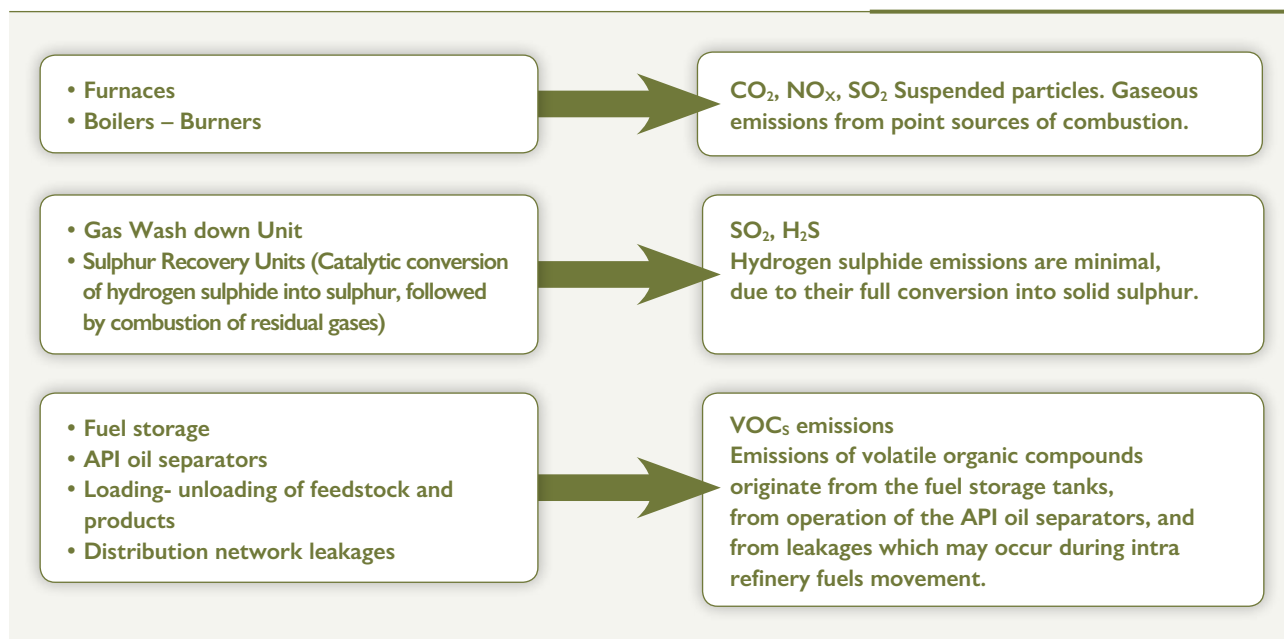 • Furnaces
• Boilers – Burners
CO₂, NOₓ, SO₂ Suspended particles. Gaseous
emissions from point sources of combustion.
• Gas Wash down Unit
• Sulphur Recovery Units (Catalytic conversion
of hydrogen sulphide into sulphur, followed
by combustion of residual gases)
SO₂, H₂S
Hydrogen sulphide emissions are minimal,
due to their full conversion into solid sulphur.
• Fuel storage
• API oil separators
• Loading- unloading of feedstock and
products
• Distribution network leakages
VOCₛ emissions
Emissions of volatile organic compounds
originate from the fuel storage tanks,
from operation of the API oil separators, and
from leakages which may occur during intra
refinery fuels movement.